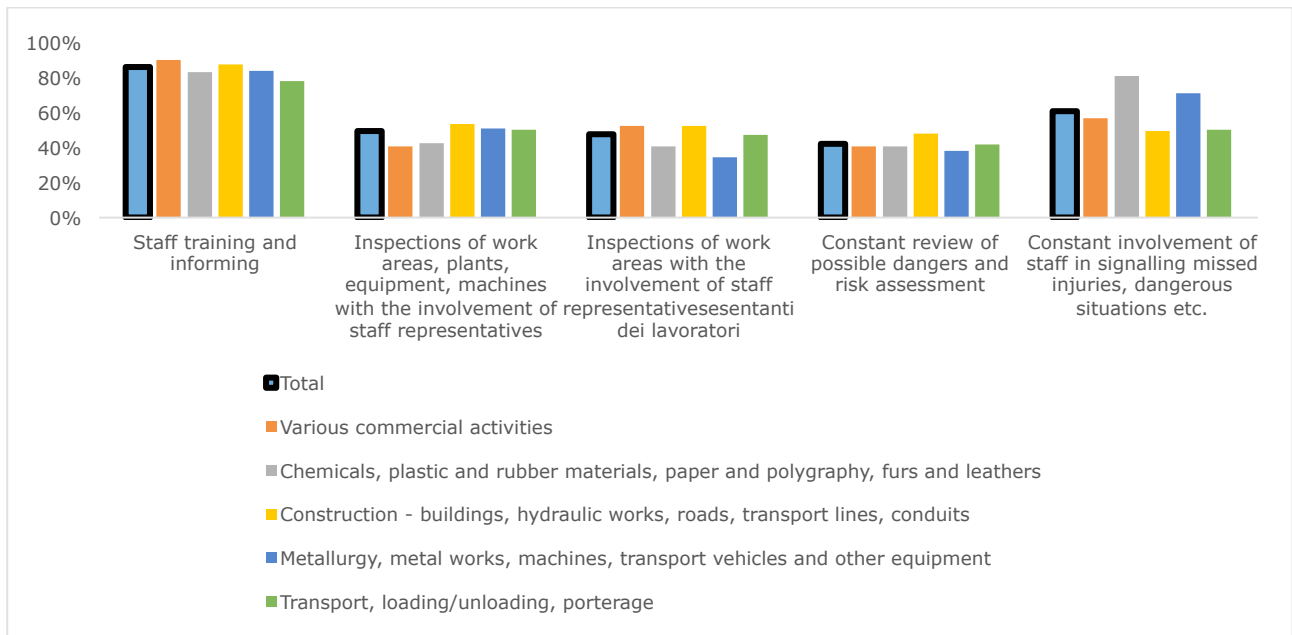 100%
80%
60%
40%
20%
0%
Staff training and
informing
Inspections of work
areas, plants,
equipment, machines
with the involvement of
staff representatives
Inspections of work
areas with the
involvement of staff
representativesesentanti
dei lavoratori
Constant review of
possible dangers and
risk assessment
Constant involvement of
staff in signalling missed
injuries, dangerous
situations etc.
Total
Various commercial activities
Chemicals, plastic and rubber materials, paper and polygraphy, furs and leathers
Construction - buildings, hydraulic works, roads, transport lines, conduits
Metallurgy, metal works, machines, transport vehicles and other equipment
Transport, loading/unloading, porterage